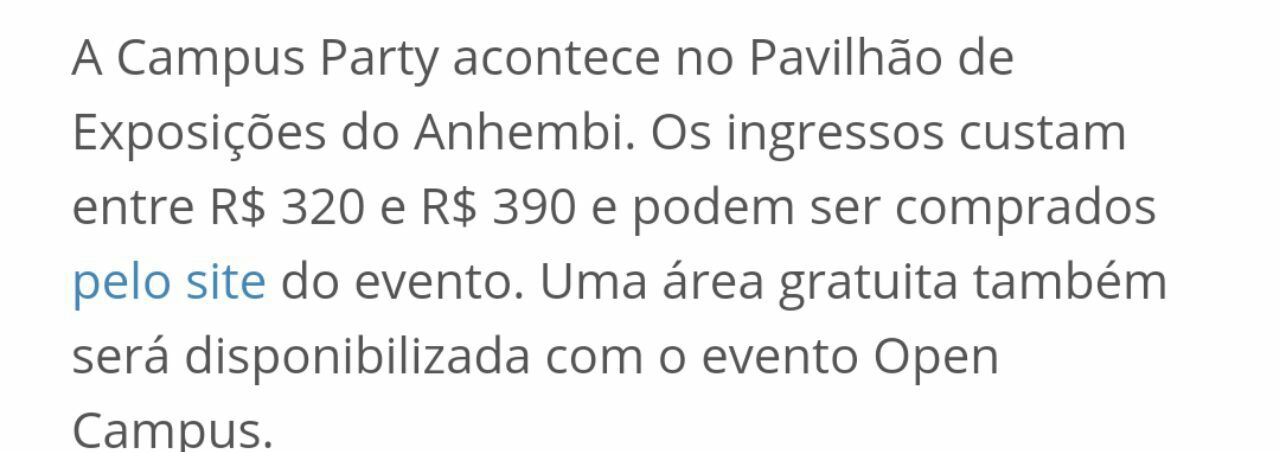 A Campus Party acontece no Pavilhão de
Exposições do Anhembi. Os ingressos custam
entre R$ 320 e R$ 390 e podem ser comprados
pelo site do evento. Uma área gratuita também
será disponibilizada com o evento Open
Campus.